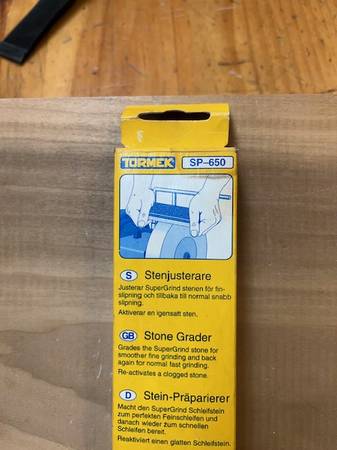 TORMEK SP–650
S Stenjusterare
Justerar SuperGrind stenen för fin-
slipning och tillbaka till normal snabb
slipning.
Aktiverar en igensatt sten.
GB Stone Grader
Grades the SuperGrind stone for
smoother fine grinding and back
again for normal fast grinding.
Re-activates a clogged stone.
D Stein-Präparierer
Macht den SuperGrind Schleifstein
zum perfekten Feinschleifen und
danach wieder zum schnellen
Schleifen bereit.
Reaktiviert einen glatten Schleifstein.